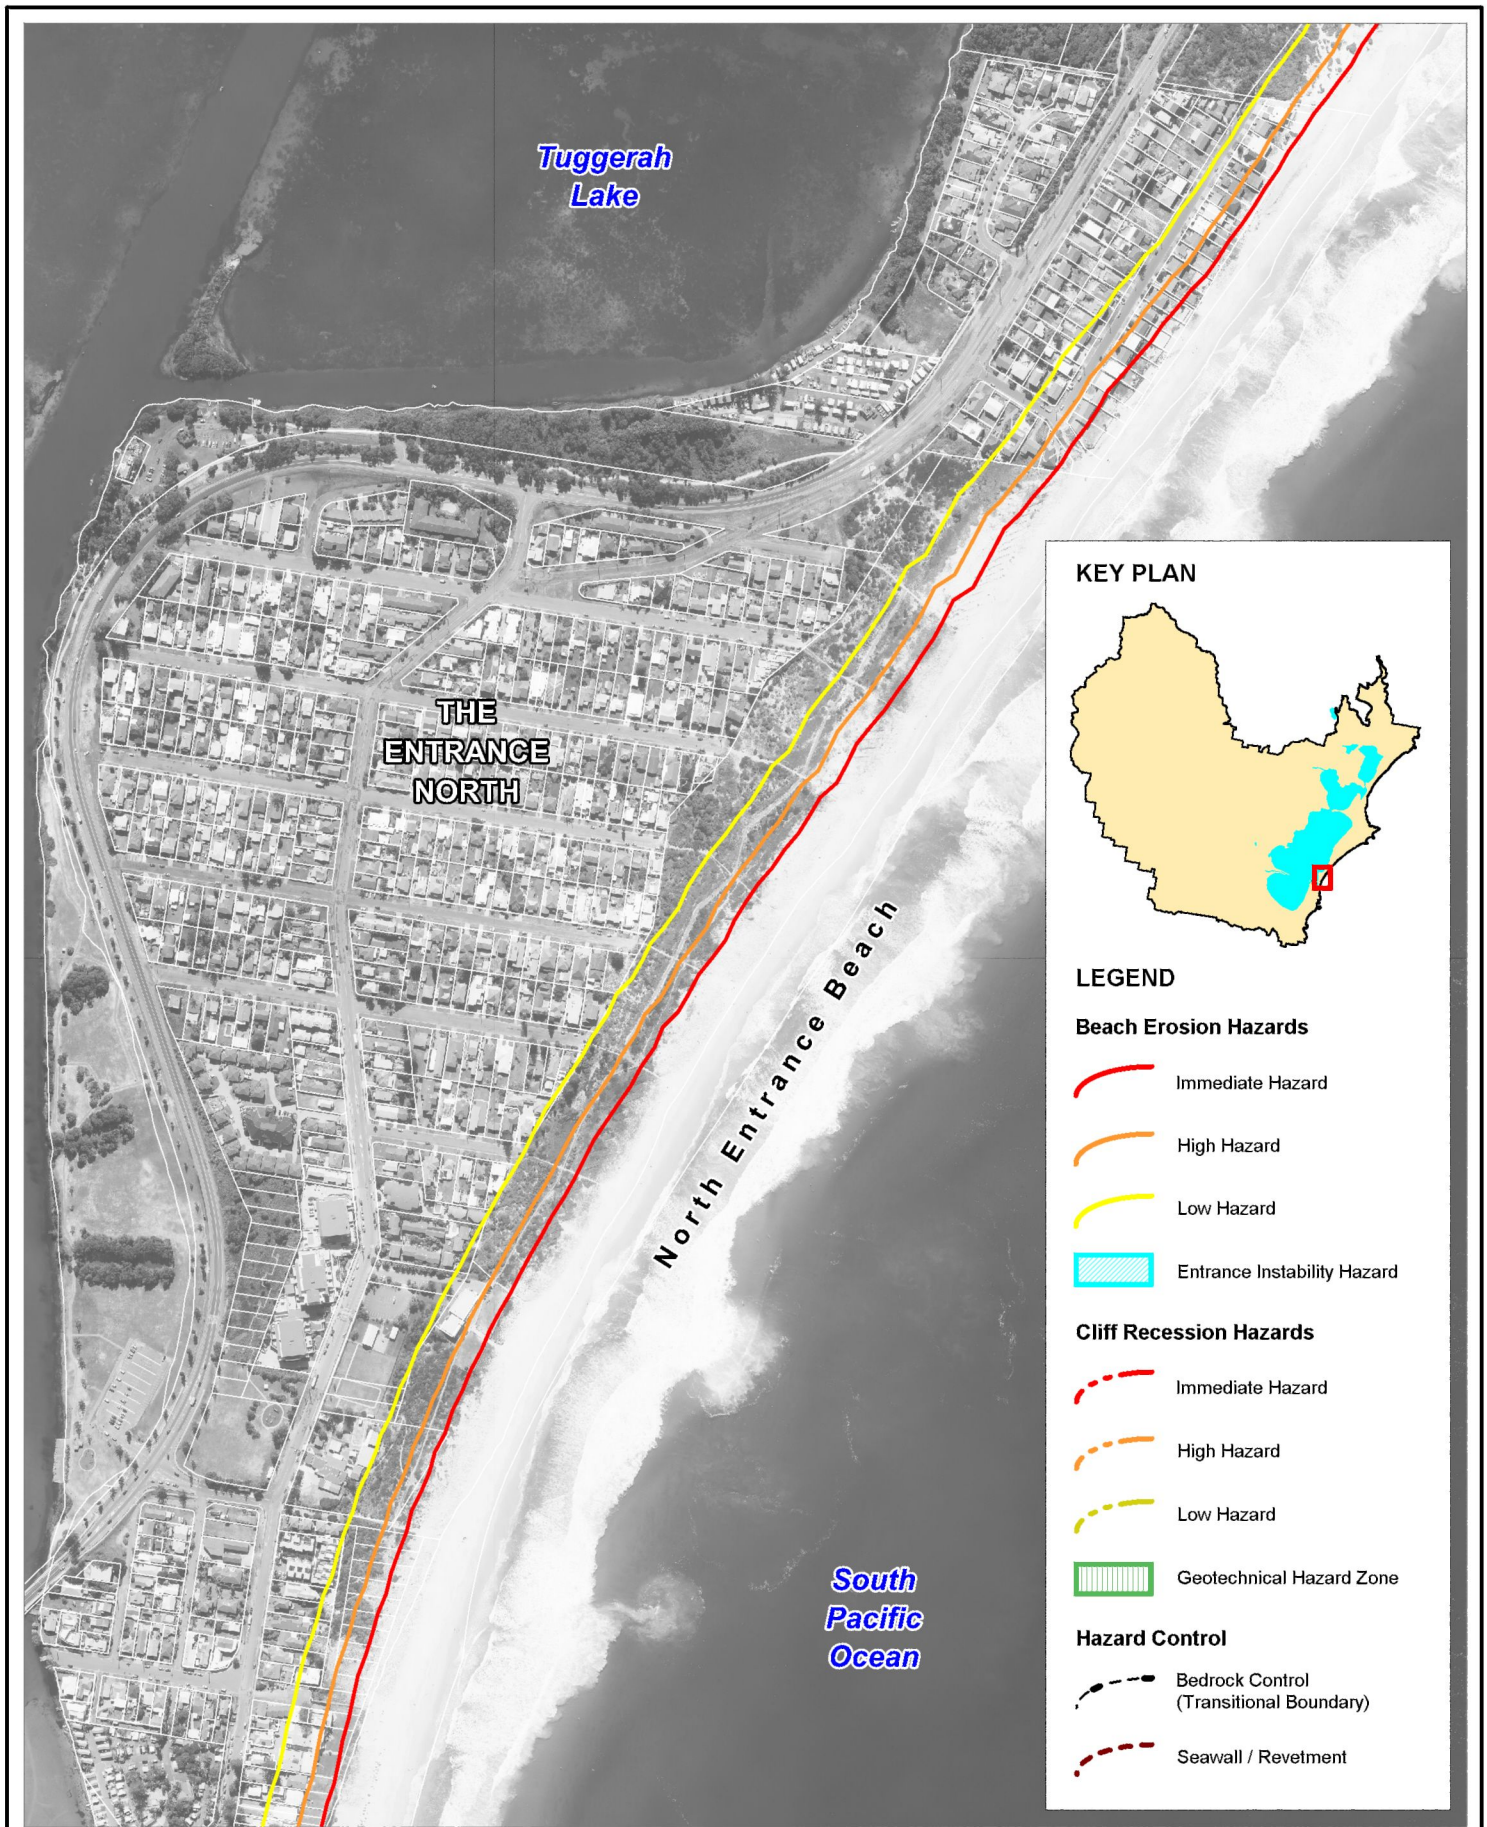 Tuggerah
Lake
THE
ENTRANCE
NORTH
North Entrance Beach
South
Pacific
Ocean
KEY PLAN
LEGEND
Beach Erosion Hazards
Immediate Hazard
High Hazard
Low Hazard
Entrance Instability Hazard
Cliff Recession Hazards
Immediate Hazard
High Hazard
Low Hazard
Geotechnical Hazard Zone
Hazard Control
Bedrock Control
(Transitional Boundary)
Seawall / Revetment